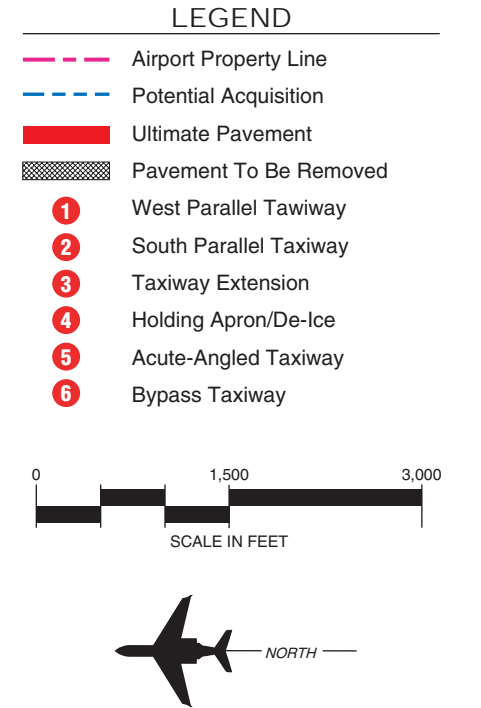 LEGEND
Airport Property Line
Potential Acquisition
Ultimate Pavement
Pavement To Be Removed
1 West Parallel Tawiway
2 South Parallel Taxiway
3 Taxiway Extension
4 Holding Apron/De-Ice
5 Acute-Angled Taxiway
6 Bypass Taxiway
0 1,500 3,000
SCALE IN FEET
NORTH